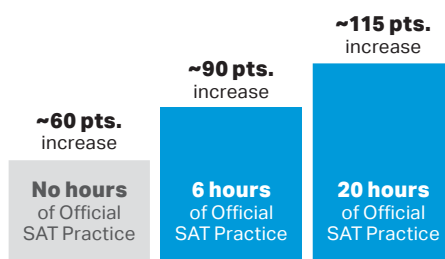 ~60 pts.
increase
No hours
of Official
SAT Practice
~90 pts.
increase
6 hours
of Official
SAT Practice
~115 pts.
increase
20 hours
of Official
SAT Practice